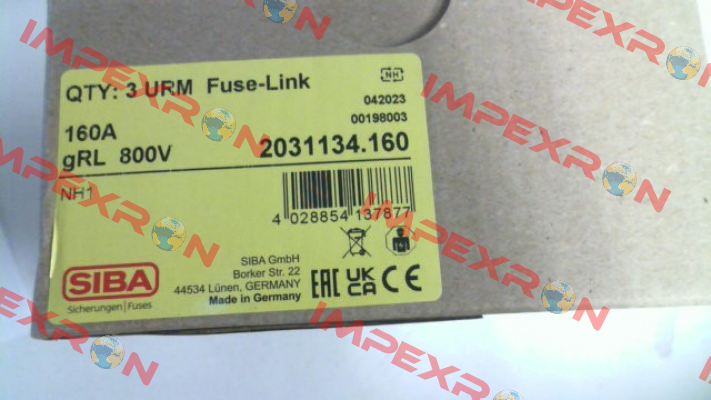 QTY: 3 URM Fuse-Link
NH
042023
00198003
160A
gRL 800V
2031134.160
NH1
4 028854 137877
SIBA GmbH
Borker Str. 22
44534 Lünen, GERMANY
Made in Germany
SIBA
Sicherungen | Fuses
EAC
UK
CA
CE
IMPEXRON
IMPEXRON
IMPEXRON
IMPEXRON
IMPEXRON
IMPEXRON